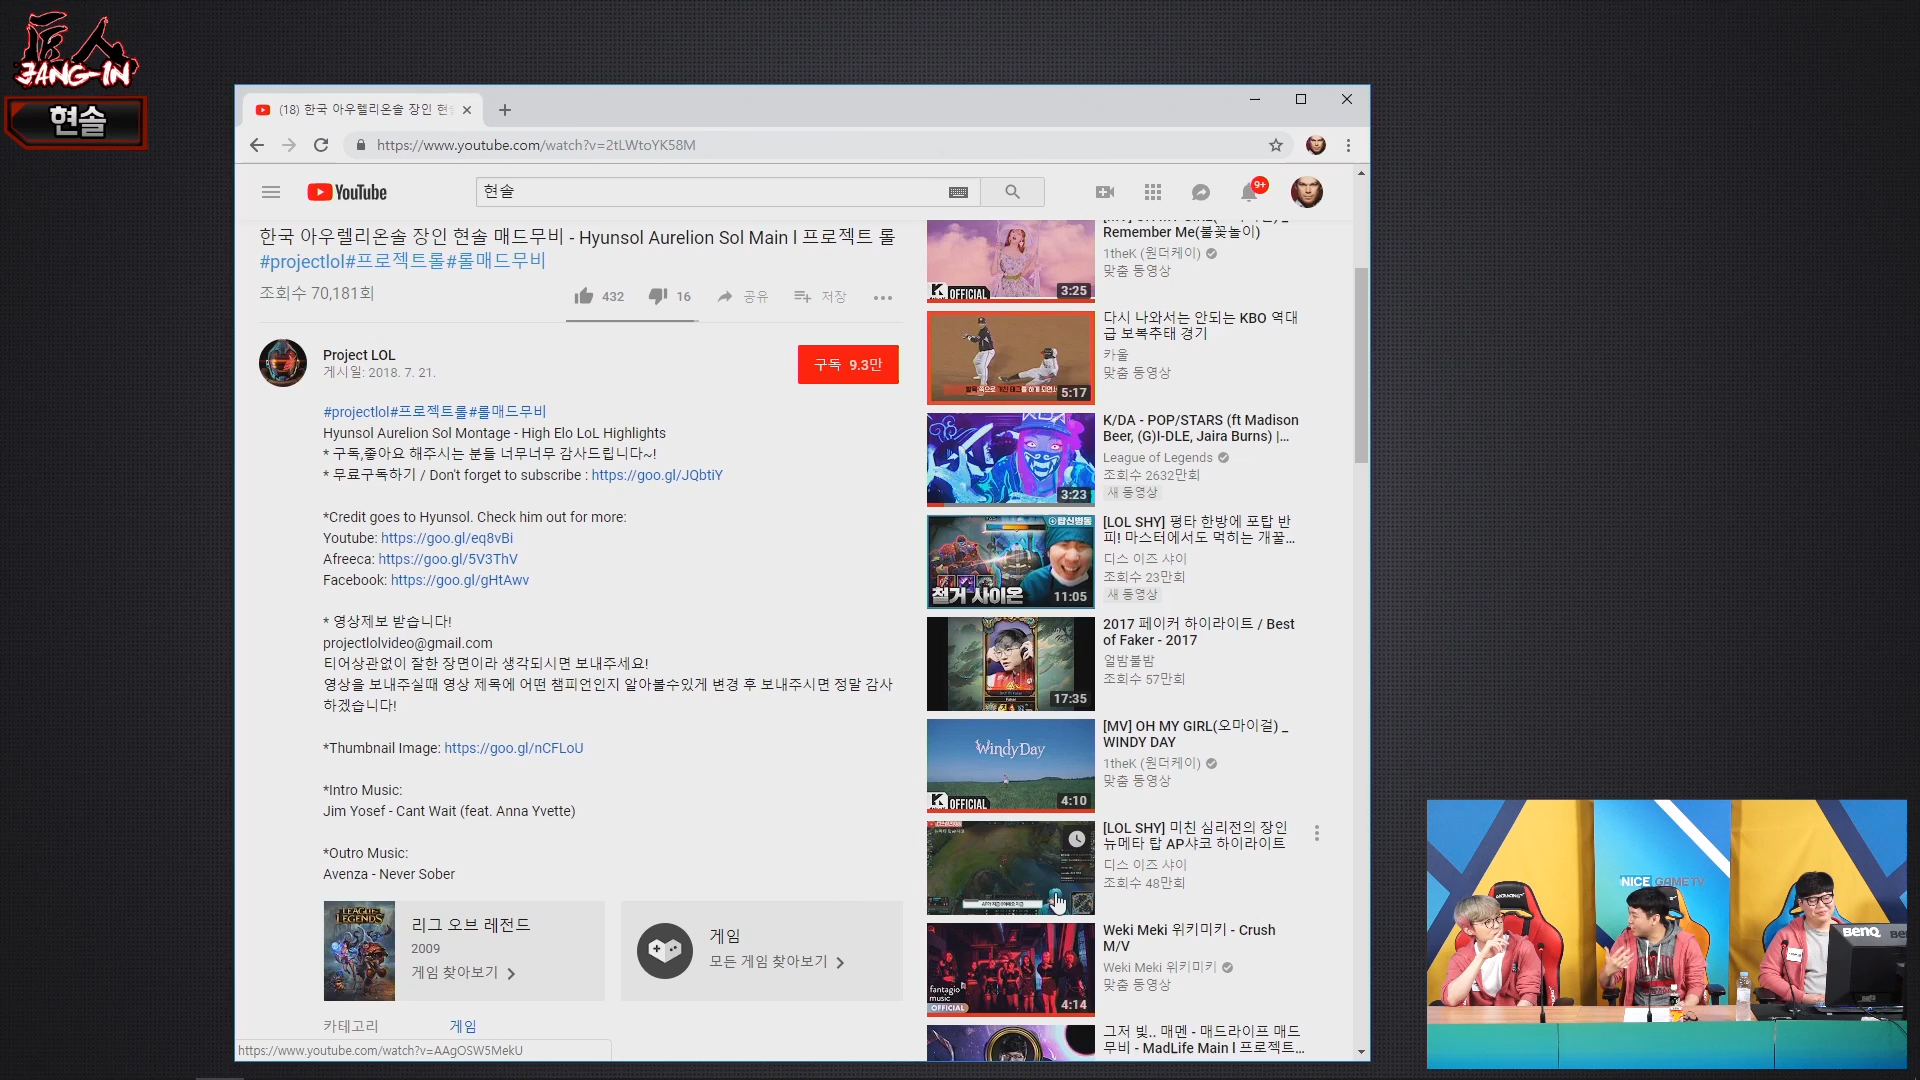 匠人
JANG-IN
현솔
(18) 한국 아우렐리온솔 장인 현
https://www.youtube.com/watch?v=2tLWtoYK58M
YouTube
현솔
9+
한국 아우렐리온솔 장인 현솔 매드무비 - Hyunsol Aurelion Sol Main l 프로젝트 롤
#projectlol#프로젝트롤#롤매드무비
조회수 70,181회
432
16
공유
저장
Project LOL
게시일: 2018. 7. 21.
구독 9.3만
#projectlol#프로젝트롤#롤매드무비
Hyunsol Aurelion Sol Montage - High Elo LoL Highlights
* 구독,좋아요 해주시는 분들 너무너무 감사드립니다~!
* 무료구독하기 / Don't forget to subscribe : https://goo.gl/JQbtiY
*Credit goes to Hyunsol. Check him out for more:
Youtube: https://goo.gl/eq8vBi
Afreeca: https://goo.gl/5V3ThV
Facebook: https://goo.gl/gHtAwv
* 영상제보 받습니다!
projectlolvideo@gmail.com
티어상관없이 잘한 장면이라 생각되시면 보내주세요!
영상을 보내주실때 영상 제목에 어떤 챔피언인지 알아볼수있게 변경 후 보내주시면 정말 감사
하겠습니다!
*Thumbnail Image: https://goo.gl/nCFLoU
*Intro Music:
Jim Yosef - Cant Wait (feat. Anna Yvette)
*Outro Music:
Avenza - Never Sober
LEAGUE LEGENDS
리그 오브 레전드
2009
게임 찾아보기
게임
모든 게임 찾아보기
카테고리
게임
https://www.youtube.com/watch?v=AAgOSW5MekU
K OFFICIAL
3:25
Remember Me(불꽃놀이)
1theK (원더케이)
맞춤 동영상
5:17
다시 나와서는 안되는 KBO 역대
급 보복추태 경기
카울
맞춤 동영상
3:23
K/DA - POP/STARS (ft Madison
Beer, (G)I-DLE, Jaira Burns) |...
League of Legends
조회수 2632만회
새 동영상
탑신병동
철거 사이온
11:05
[LOL SHY] 평타 한방에 포탑 반
피! 마스터에서도 먹히는 개꿀...
디스 이즈 샤이
조회수 23만회
새 동영상
17:35
2017 페이커 하이라이트 / Best
of Faker - 2017
얼밤불밤
조회수 57만회
Windy Day
K OFFICIAL
4:10
[MV] OH MY GIRL(오마이걸) _
WINDY DAY
1theK (원더케이)
맞춤 동영상
[LOL SHY] 미친 심리전의 장인
뉴메타 탑 AP샤코 하이라이트
디스 이즈 샤이
조회수 48만회
fantagio
music
OFFICIAL
4:14
Weki Meki 위키미키 - Crush
M/V
Weki Meki 위키미키
맞춤 동영상
그저 빛.. 매멘 - 매드라이프 매드
무비 - MadLife Main l 프로젝트...
NICE GAMETV
BenQ